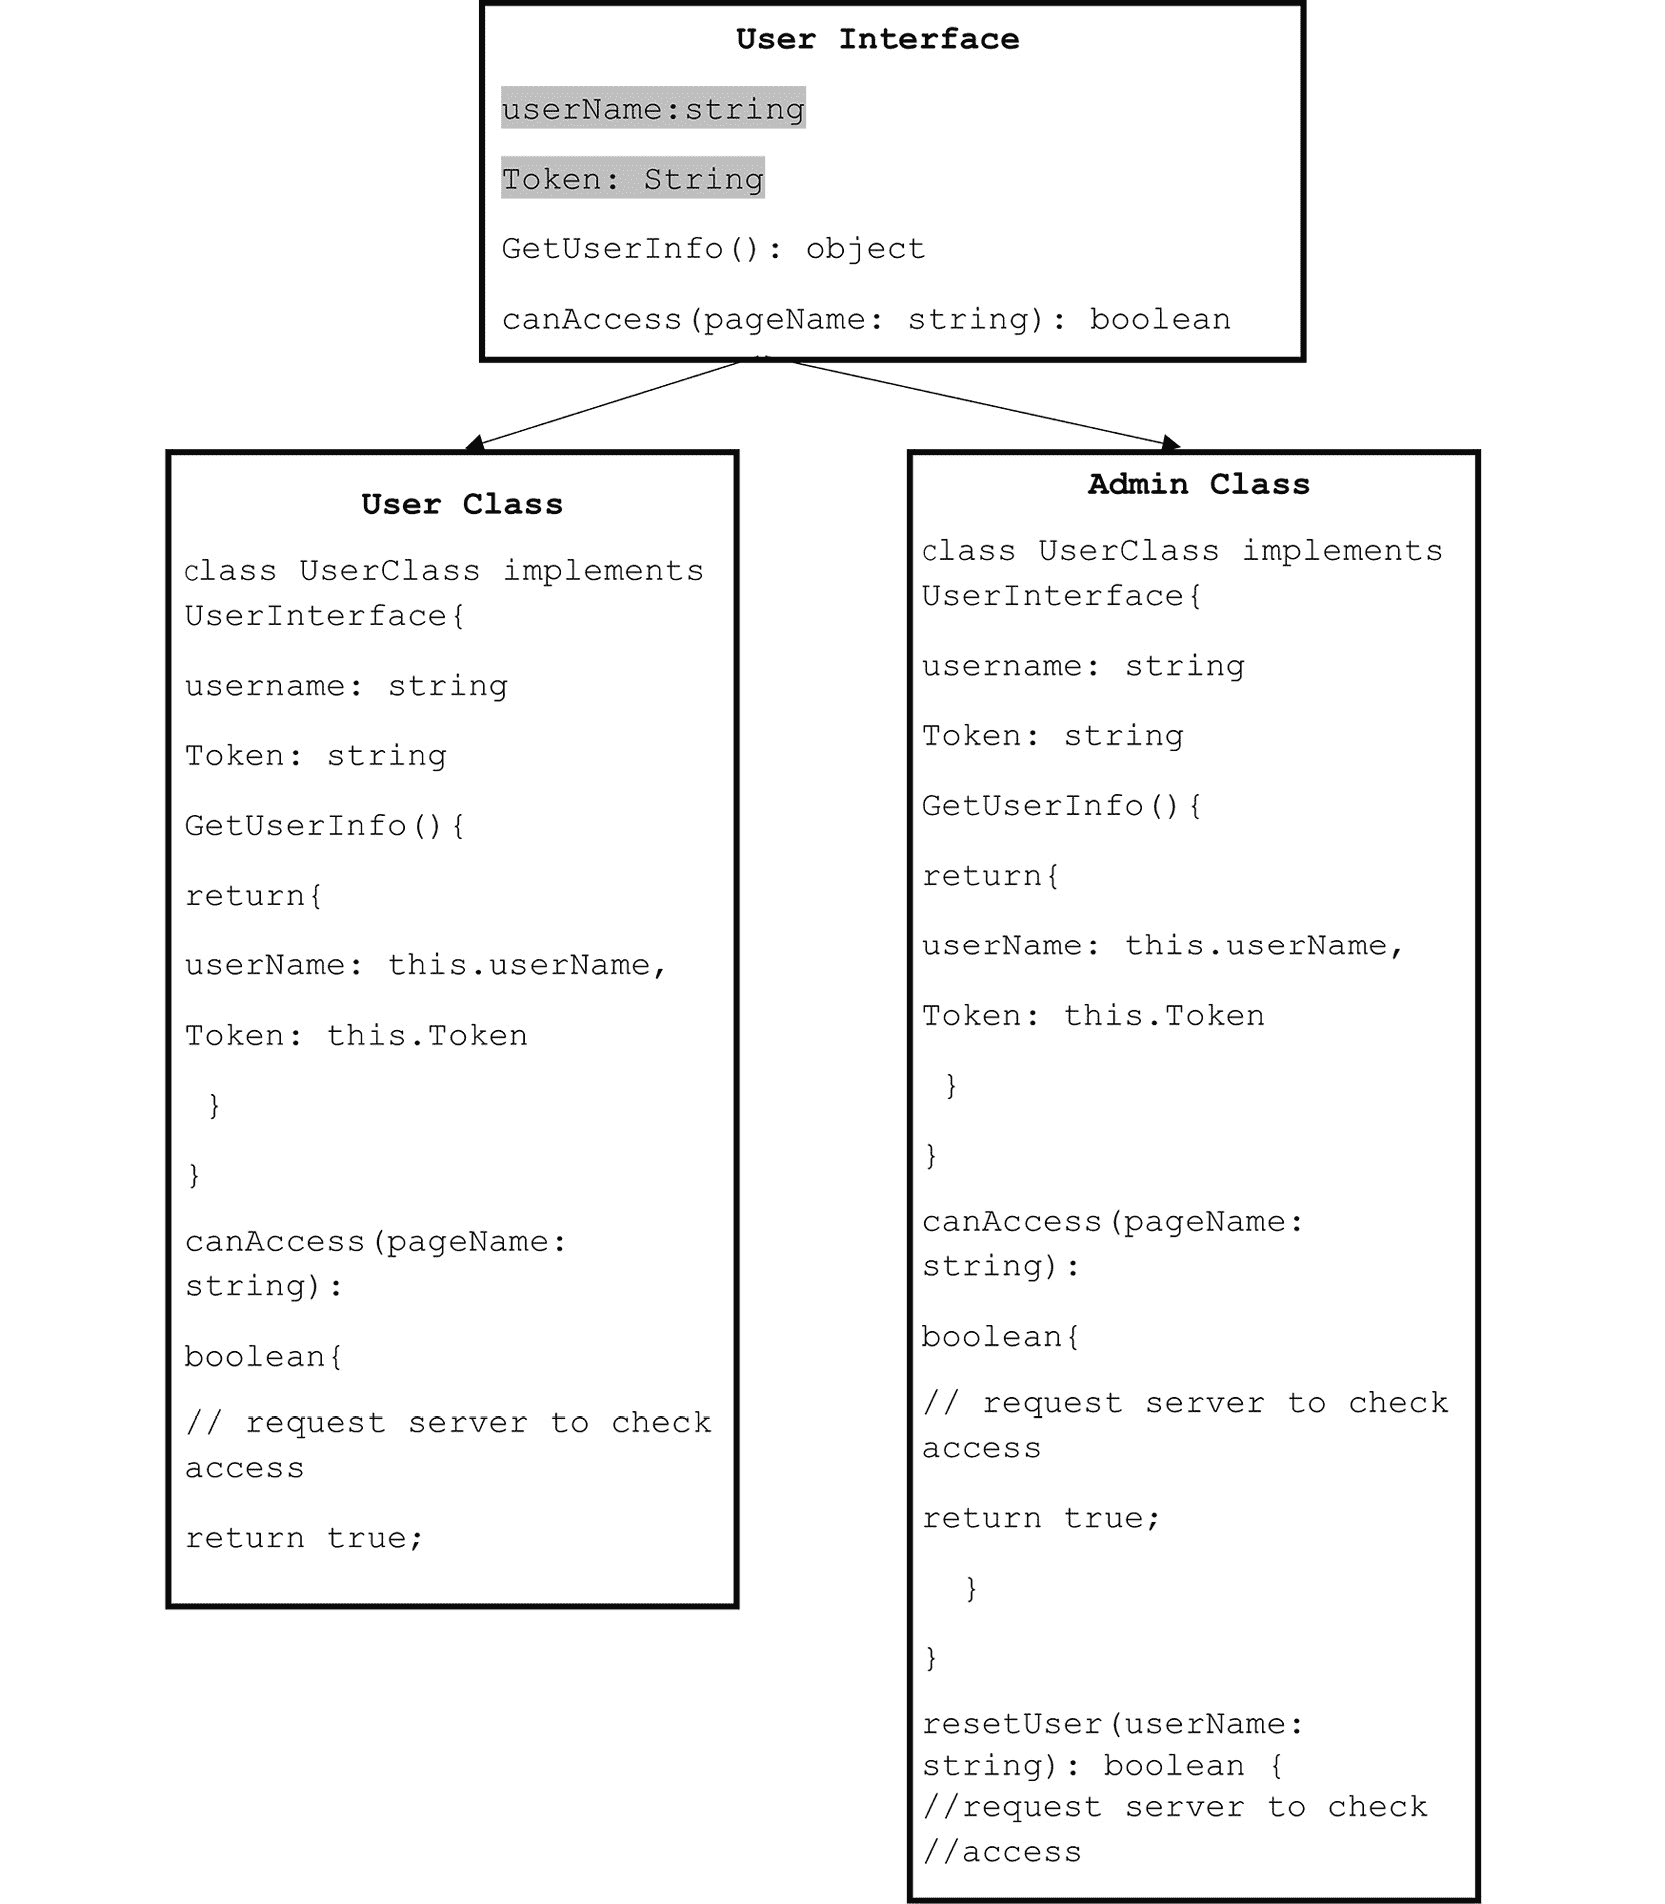 User Interface
userName:string
Token: String
GetUserInfo(): object
canAccess(pageName: string): boolean
User Class
class UserClass implements
UserInterface{
username: string
Token: string
GetUserInfo(){
return{
userName: this.userName,
Token: this.Token
}
}
canAccess(pageName:
string):
boolean{
// request server to check
access
return true;
Admin Class
class UserClass implements
UserInterface{
username: string
Token: string
GetUserInfo(){
return{
userName: this.userName,
Token: this.Token
}
}
canAccess(pageName:
string):
boolean{
// request server to check
access
return true;
}
}
resetUser(userName:
string): boolean {
//request server to check
//access